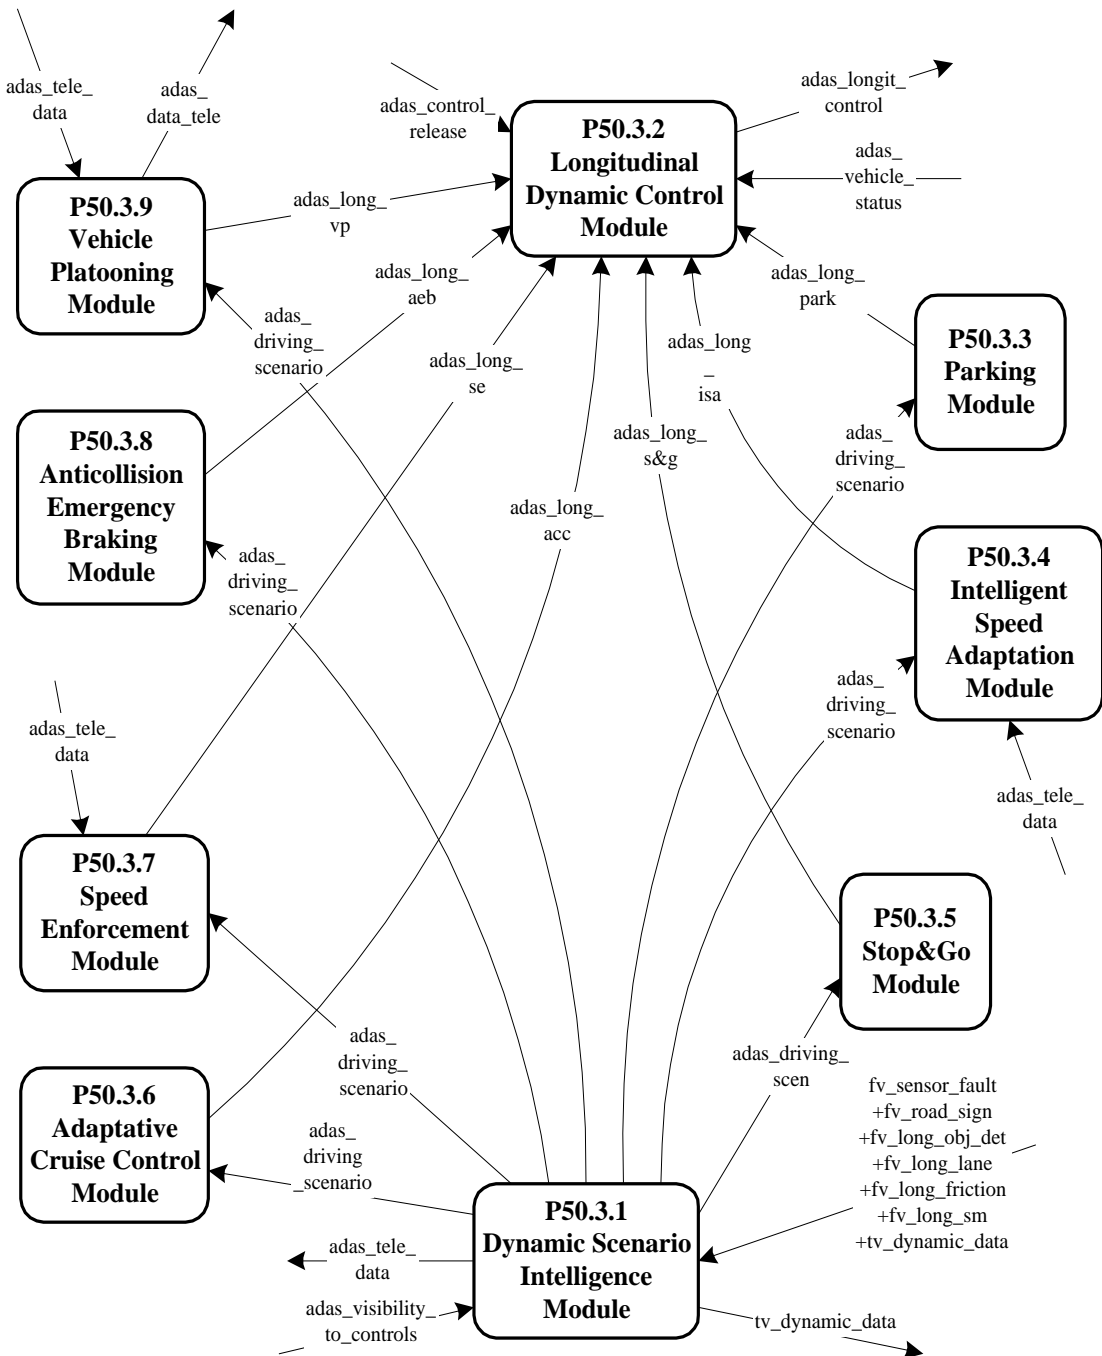 adas_tele_
data
adas_
data_tele
adas_control_
release
adas_longit_
control
P50.3.2
Longitudinal
Dynamic Control
Module
adas_
vehicle_
status
P50.3.9
Vehicle
Platooning
Module
adas_long_
vp
adas_long_
aeb
adas_long_
park
adas_
driving_
scenario
adas_long_
se
adas_long
_
isa
P50.3.3
Parking
Module
P50.3.8
Anticollision
Emergency
Braking
Module
adas_long_
s&g
adas_
driving_
scenario
adas_long_
acc
adas_
driving_
scenario
P50.3.4
Intelligent
Speed
Adaptation
Module
adas_tele_
data
adas_
driving_
scenario
adas_tele_
data
P50.3.7
Speed
Enforcement
Module
P50.3.5
Stop&Go
Module
adas_
driving_
scenario
adas_driving_
scen
P50.3.6
Adaptative
Cruise Control
Module
adas_
driving
_scenario
fv_sensor_fault
+fv_road_sign
+fv_long_obj_det
+fv_long_lane
+fv_long_friction
+fv_long_sm
+tv_dynamic_data
P50.3.1
Dynamic Scenario
Intelligence
Module
adas_tele_
data
adas_visibility_
to_controls
tv_dynamic_data